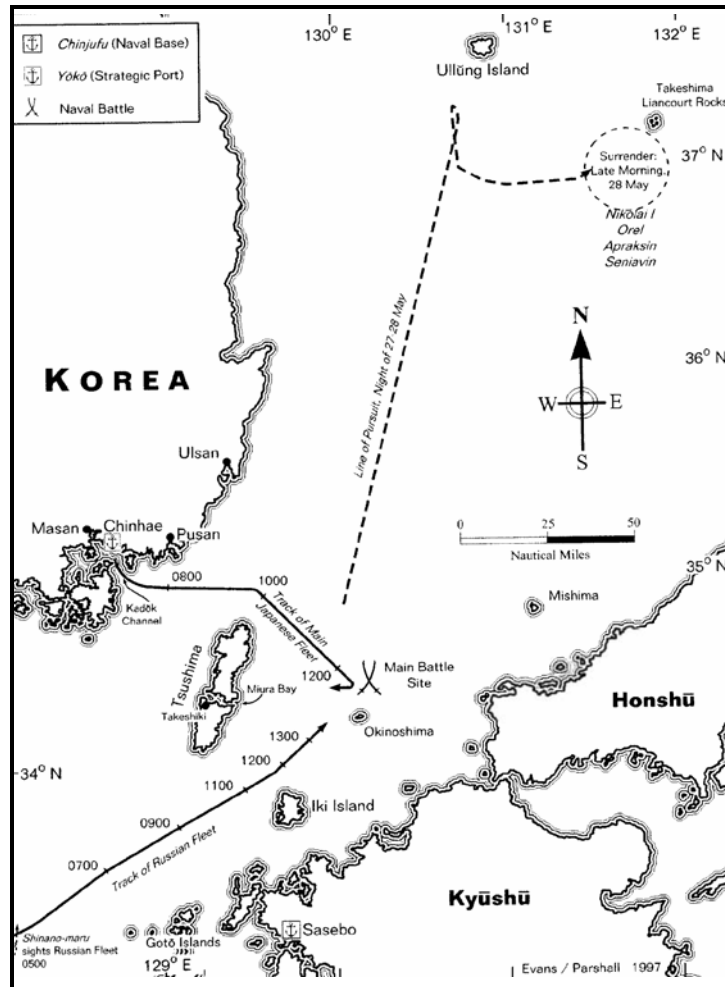 Chinjufu (Naval Base)
Yōkō (Strategic Port)
Naval Battle
130° E
131° E
132° E
Ullŭng Island
Takeshima
Liancourt Rocks
37° N
Surrender:
Late Morning,
28 May
Nikolai I
Orel
Apraksin
Seniavin
N
W
E
S
36° N
KOREA
Line of Pursuit, Night of 27-28 May
Ulsan
Masan
Chinhae
Pusan
0
25
50
Nautical Miles
35° N
Kadŏk
Channel
0800
1000
Track of Main
Japanese Fleet
1200
Mishima
Tsushima
Miura Bay
Takeshiki
Main Battle
Site
Okinoshima
Honshū
34° N
1300
1200
1100
0900
0700
Track of Russian Fleet
Iki Island
Kyūshū
Shinano-maru
sights Russian Fleet
0500
Gotō Islands
129° E
Sasebo
Evans / Parshall 1997